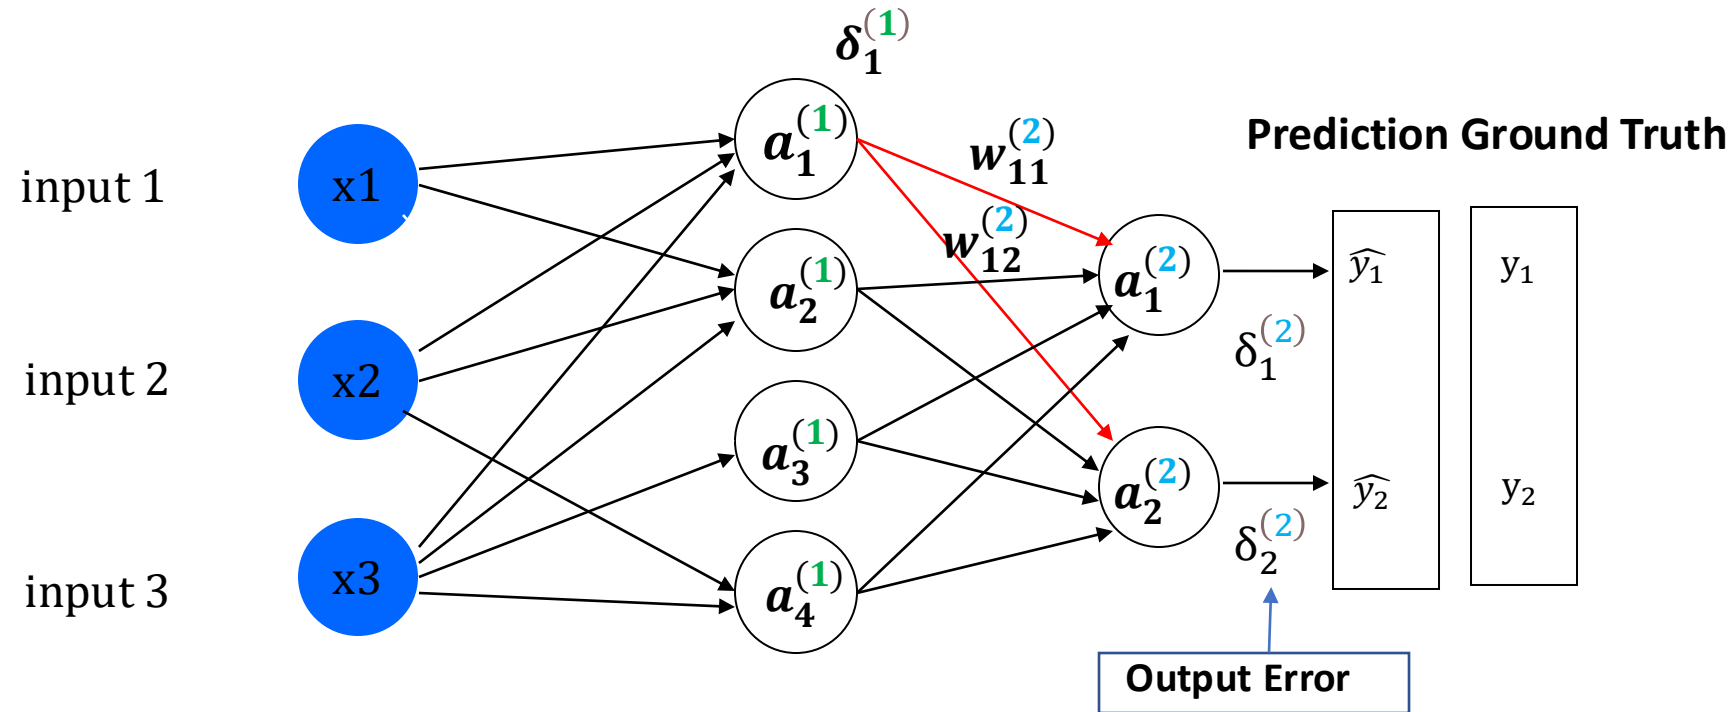 δ₁⁽¹⁾
a₁⁽¹⁾
w₁₁⁽²⁾
Prediction Ground Truth
input 1
x1
w₁₂⁽²⁾
a₂⁽¹⁾
a₁⁽²⁾
ŷ₁
y₁
δ₁⁽²⁾
input 2
x2
a₃⁽¹⁾
a₂⁽²⁾
ŷ₂
y₂
δ₂⁽²⁾
input 3
x3
a₄⁽¹⁾
Output Error